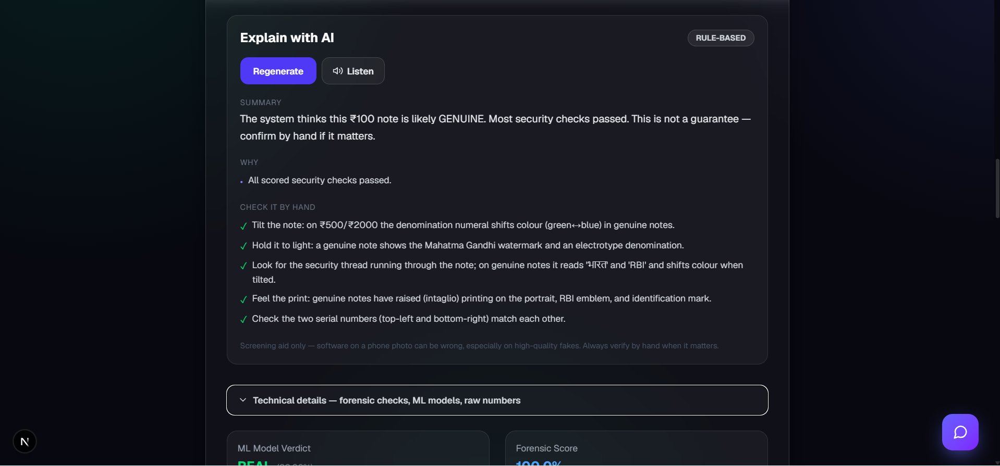 Explain with AI
RULE-BASED
Regenerate
Listen
SUMMARY
The system thinks this ₹100 note is likely GENUINE. Most security checks passed. This is not a guarantee —
confirm by hand if it matters.
WHY
• All scored security checks passed.
CHECK IT BY HAND
✓ Tilt the note: on ₹500/₹2000 the denomination numeral shifts colour (green↔blue) in genuine notes.
✓ Hold it to light: a genuine note shows the Mahatma Gandhi watermark and an electrotype denomination.
✓ Look for the security thread running through the note; on genuine notes it reads 'भारत' and 'RBI' and shifts colour when
tilted.
✓ Feel the print: genuine notes have raised (intaglio) printing on the portrait, RBI emblem, and identification mark.
✓ Check the two serial numbers (top-left and bottom-right) match each other.
Screening aid only — software on a phone photo can be wrong, especially on high-quality fakes. Always verify by hand when it matters.
Technical details — forensic checks, ML models, raw numbers
N
ML Model Verdict
Forensic Score
REAL
100.0%